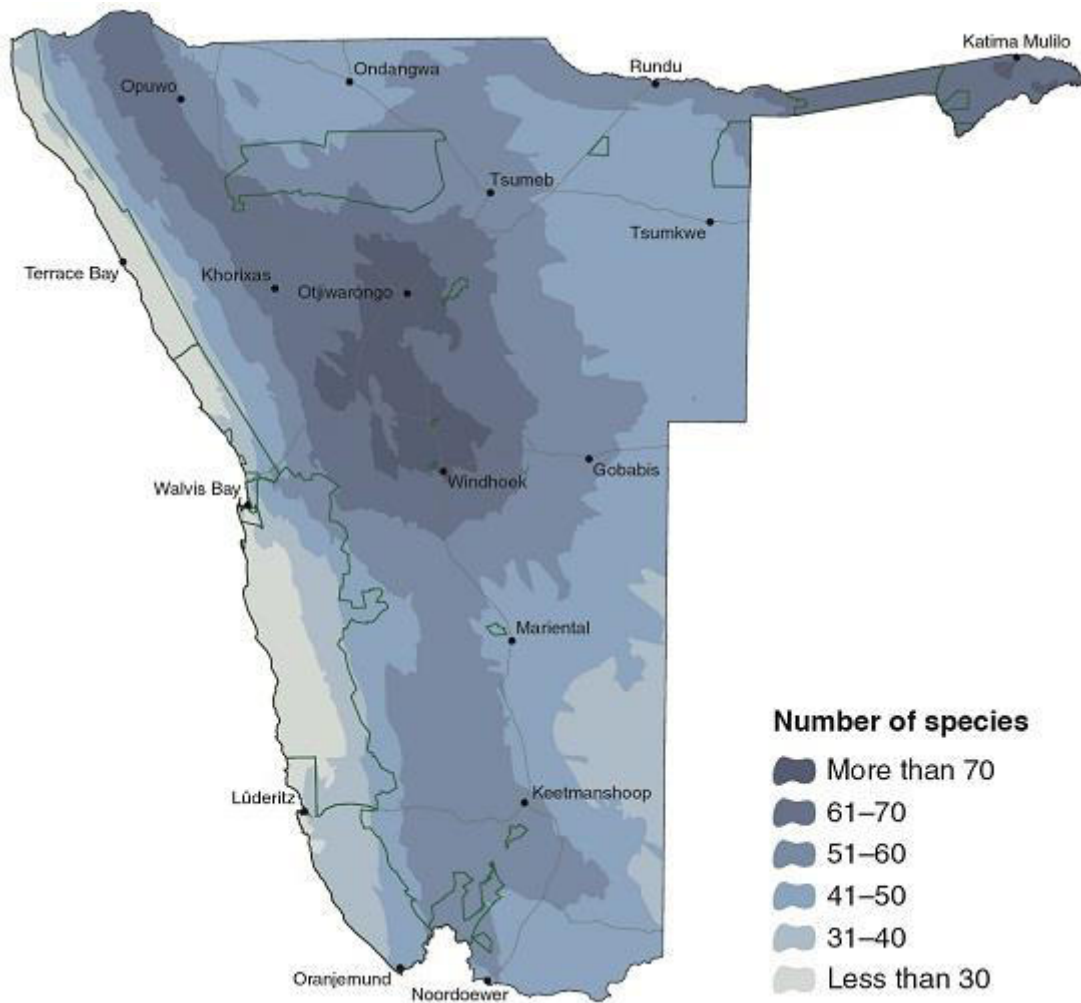 Katima Mulilo
Rundu
Ondangwa
Opuwo
Tsumeb
Tsumkwe
Terrace Bay
Khorixas
Otjiwarongo
Gobabis
Windhoek
Walvis Bay
Mariental
Number of species
More than 70
61–70
51–60
41–50
31–40
Less than 30
Keetmanshoop
Lûderitz
Oranjemund
Noordoewer